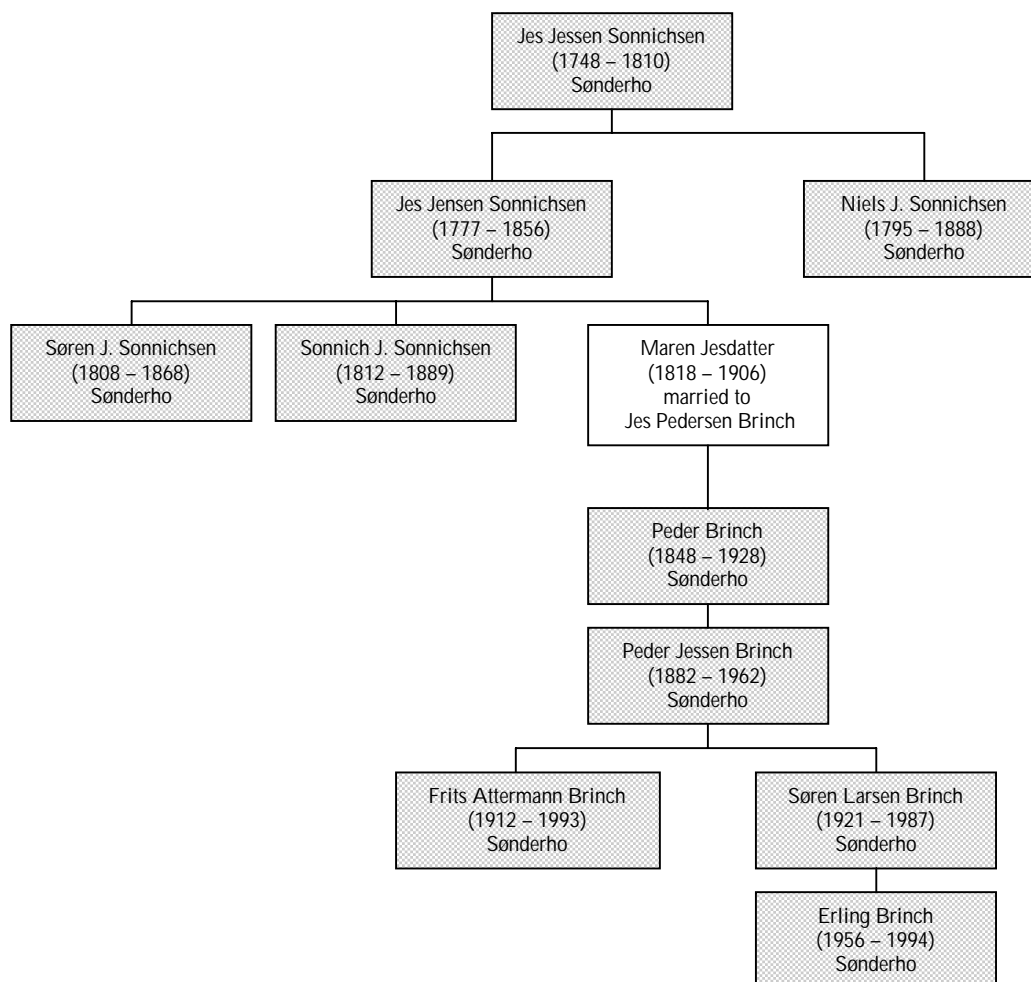 Jes Jessen Sonnichsen
(1748 – 1810)
Sønderho
Jes Jensen Sonnichsen
(1777 – 1856)
Sønderho
Niels J. Sonnichsen
(1795 – 1888)
Sønderho
Søren J. Sonnichsen
(1808 – 1868)
Sønderho
Sonnich J. Sonnichsen
(1812 – 1889)
Sønderho
Maren Jesdatter
(1818 – 1906)
married to
Jes Pedersen Brinch
Peder Brinch
(1848 – 1928)
Sønderho
Peder Jessen Brinch
(1882 – 1962)
Sønderho
Frits Attermann Brinch
(1912 – 1993)
Sønderho
Søren Larsen Brinch
(1921 – 1987)
Sønderho
Erling Brinch
(1956 – 1994)
Sønderho